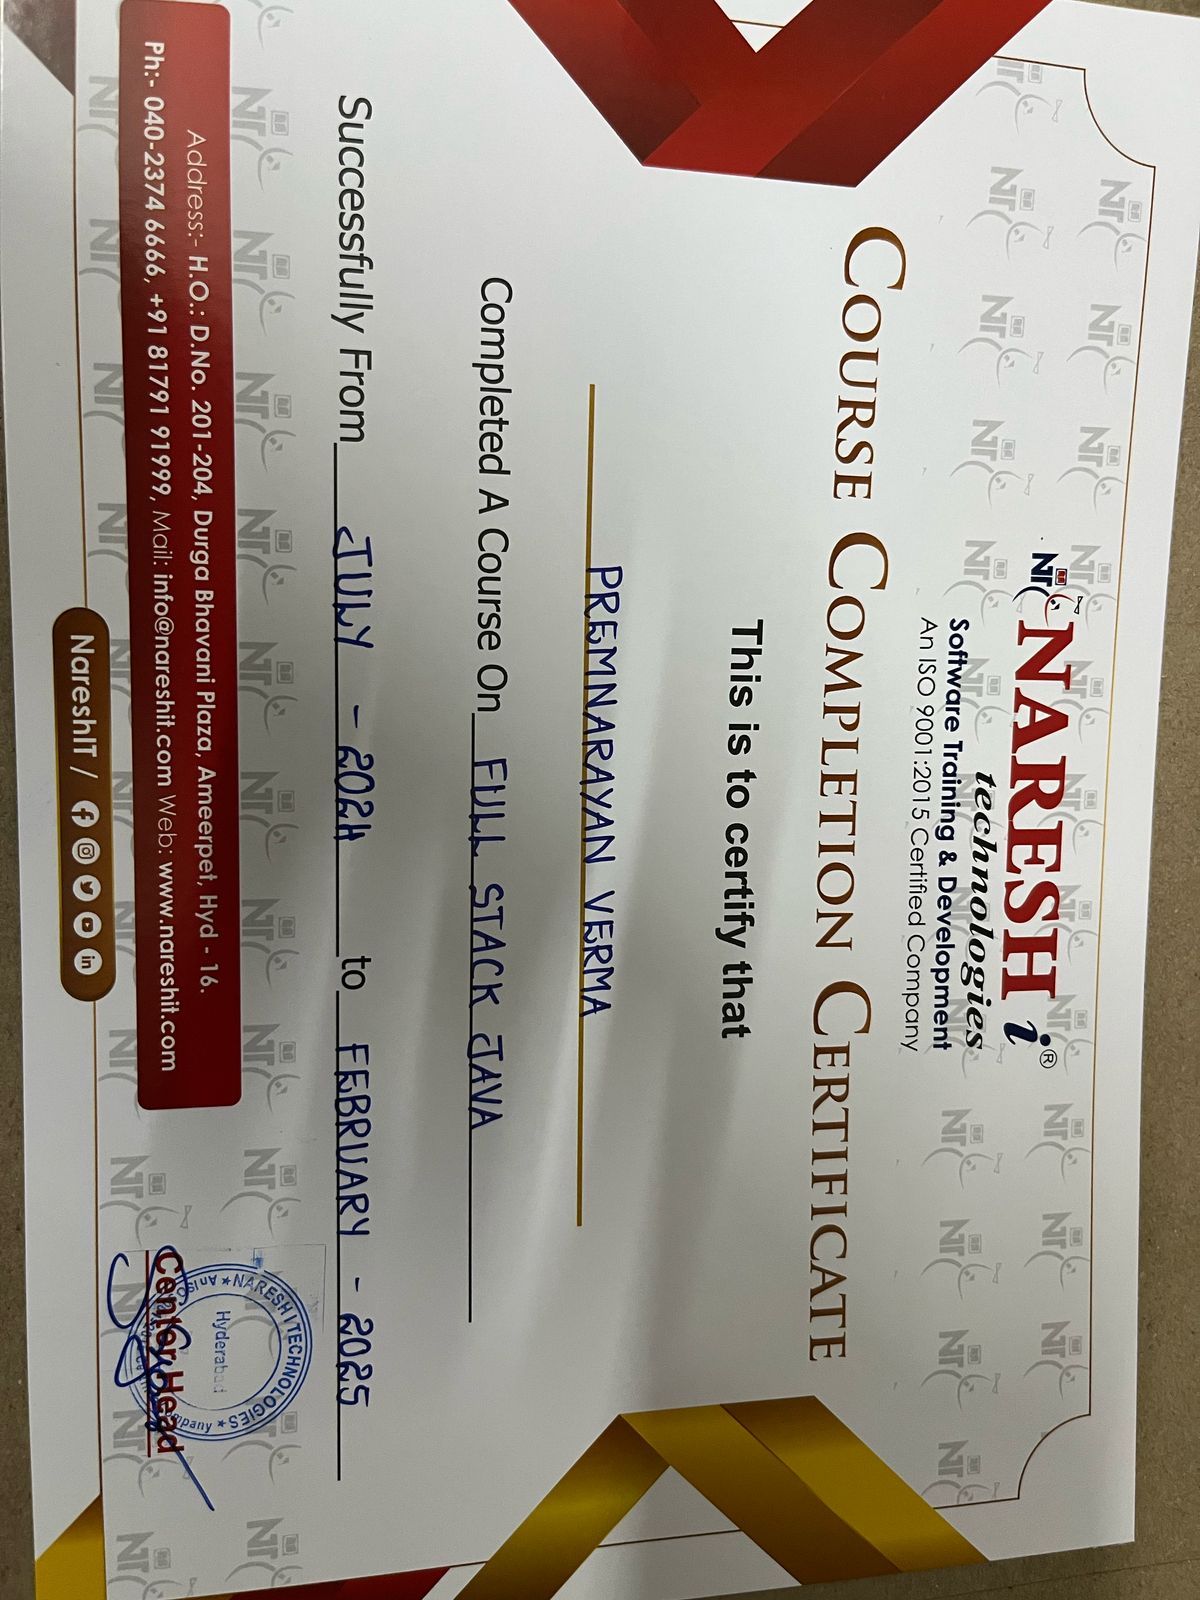 NARESH i®
technologies
Software Training & Development
An ISO 9001:2015 Certified Company
COURSE COMPLETION CERTIFICATE
This is to certify that
PREMNARAYAN VERMA
Completed A Course On FULL STACK JAVA
Successfully From JULY - 2024 to FEBRUARY - 2025
NARESH i TECHNOLOGIES
Hyderabad
Center Head
Address:- H.O.: D.No. 201-204, Durga Bhavani Plaza, Ameerpet, Hyd - 16.
Ph:- 040-2374 6666, +91 81791 91999, Mail: info@nareshit.com Web: www.nareshit.com
NareshIT /